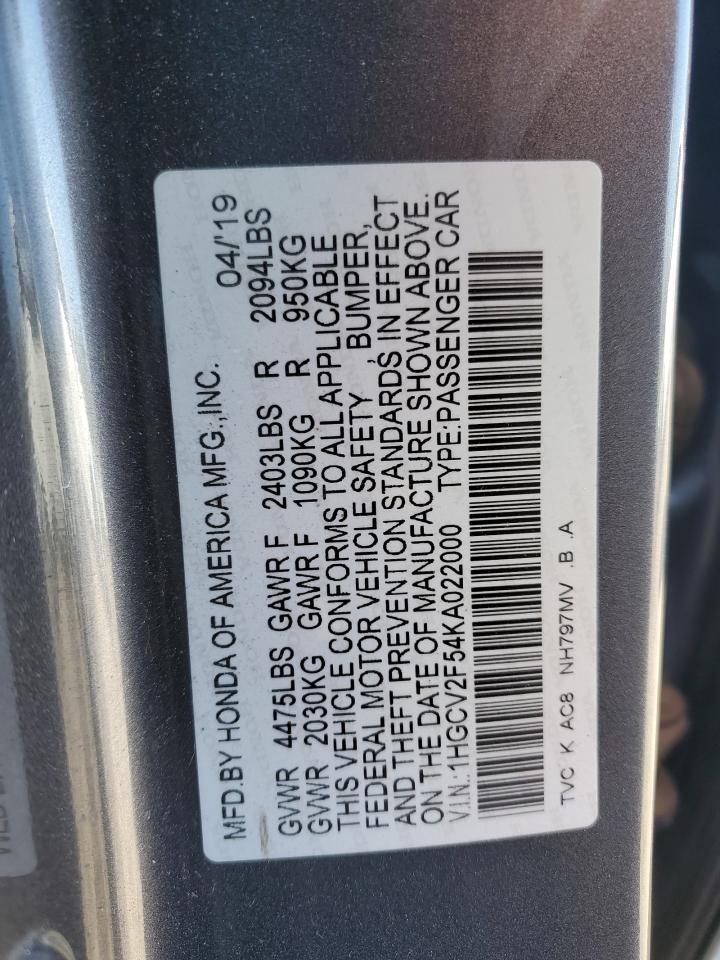 MFD.BY HONDA OF AMERICA MFG.,INC. 04/'19
GVWR 4475LBS GAWR F 2403LBS R 2094LBS
GVWR 2030KG GAWR F 1090KG R 950KG
THIS VEHICLE CONFORMS TO ALL APPLICABLE
FEDERAL MOTOR VEHICLE SAFETY , BUMPER,
AND THEFT PREVENTION STANDARDS IN EFFECT
ON THE DATE OF MANUFACTURE SHOWN ABOVE.
V.I.N.:1HGCV2F54KA022000 TYPE:PASSENGER CAR
TVC K AC8 NH797MV .B .A